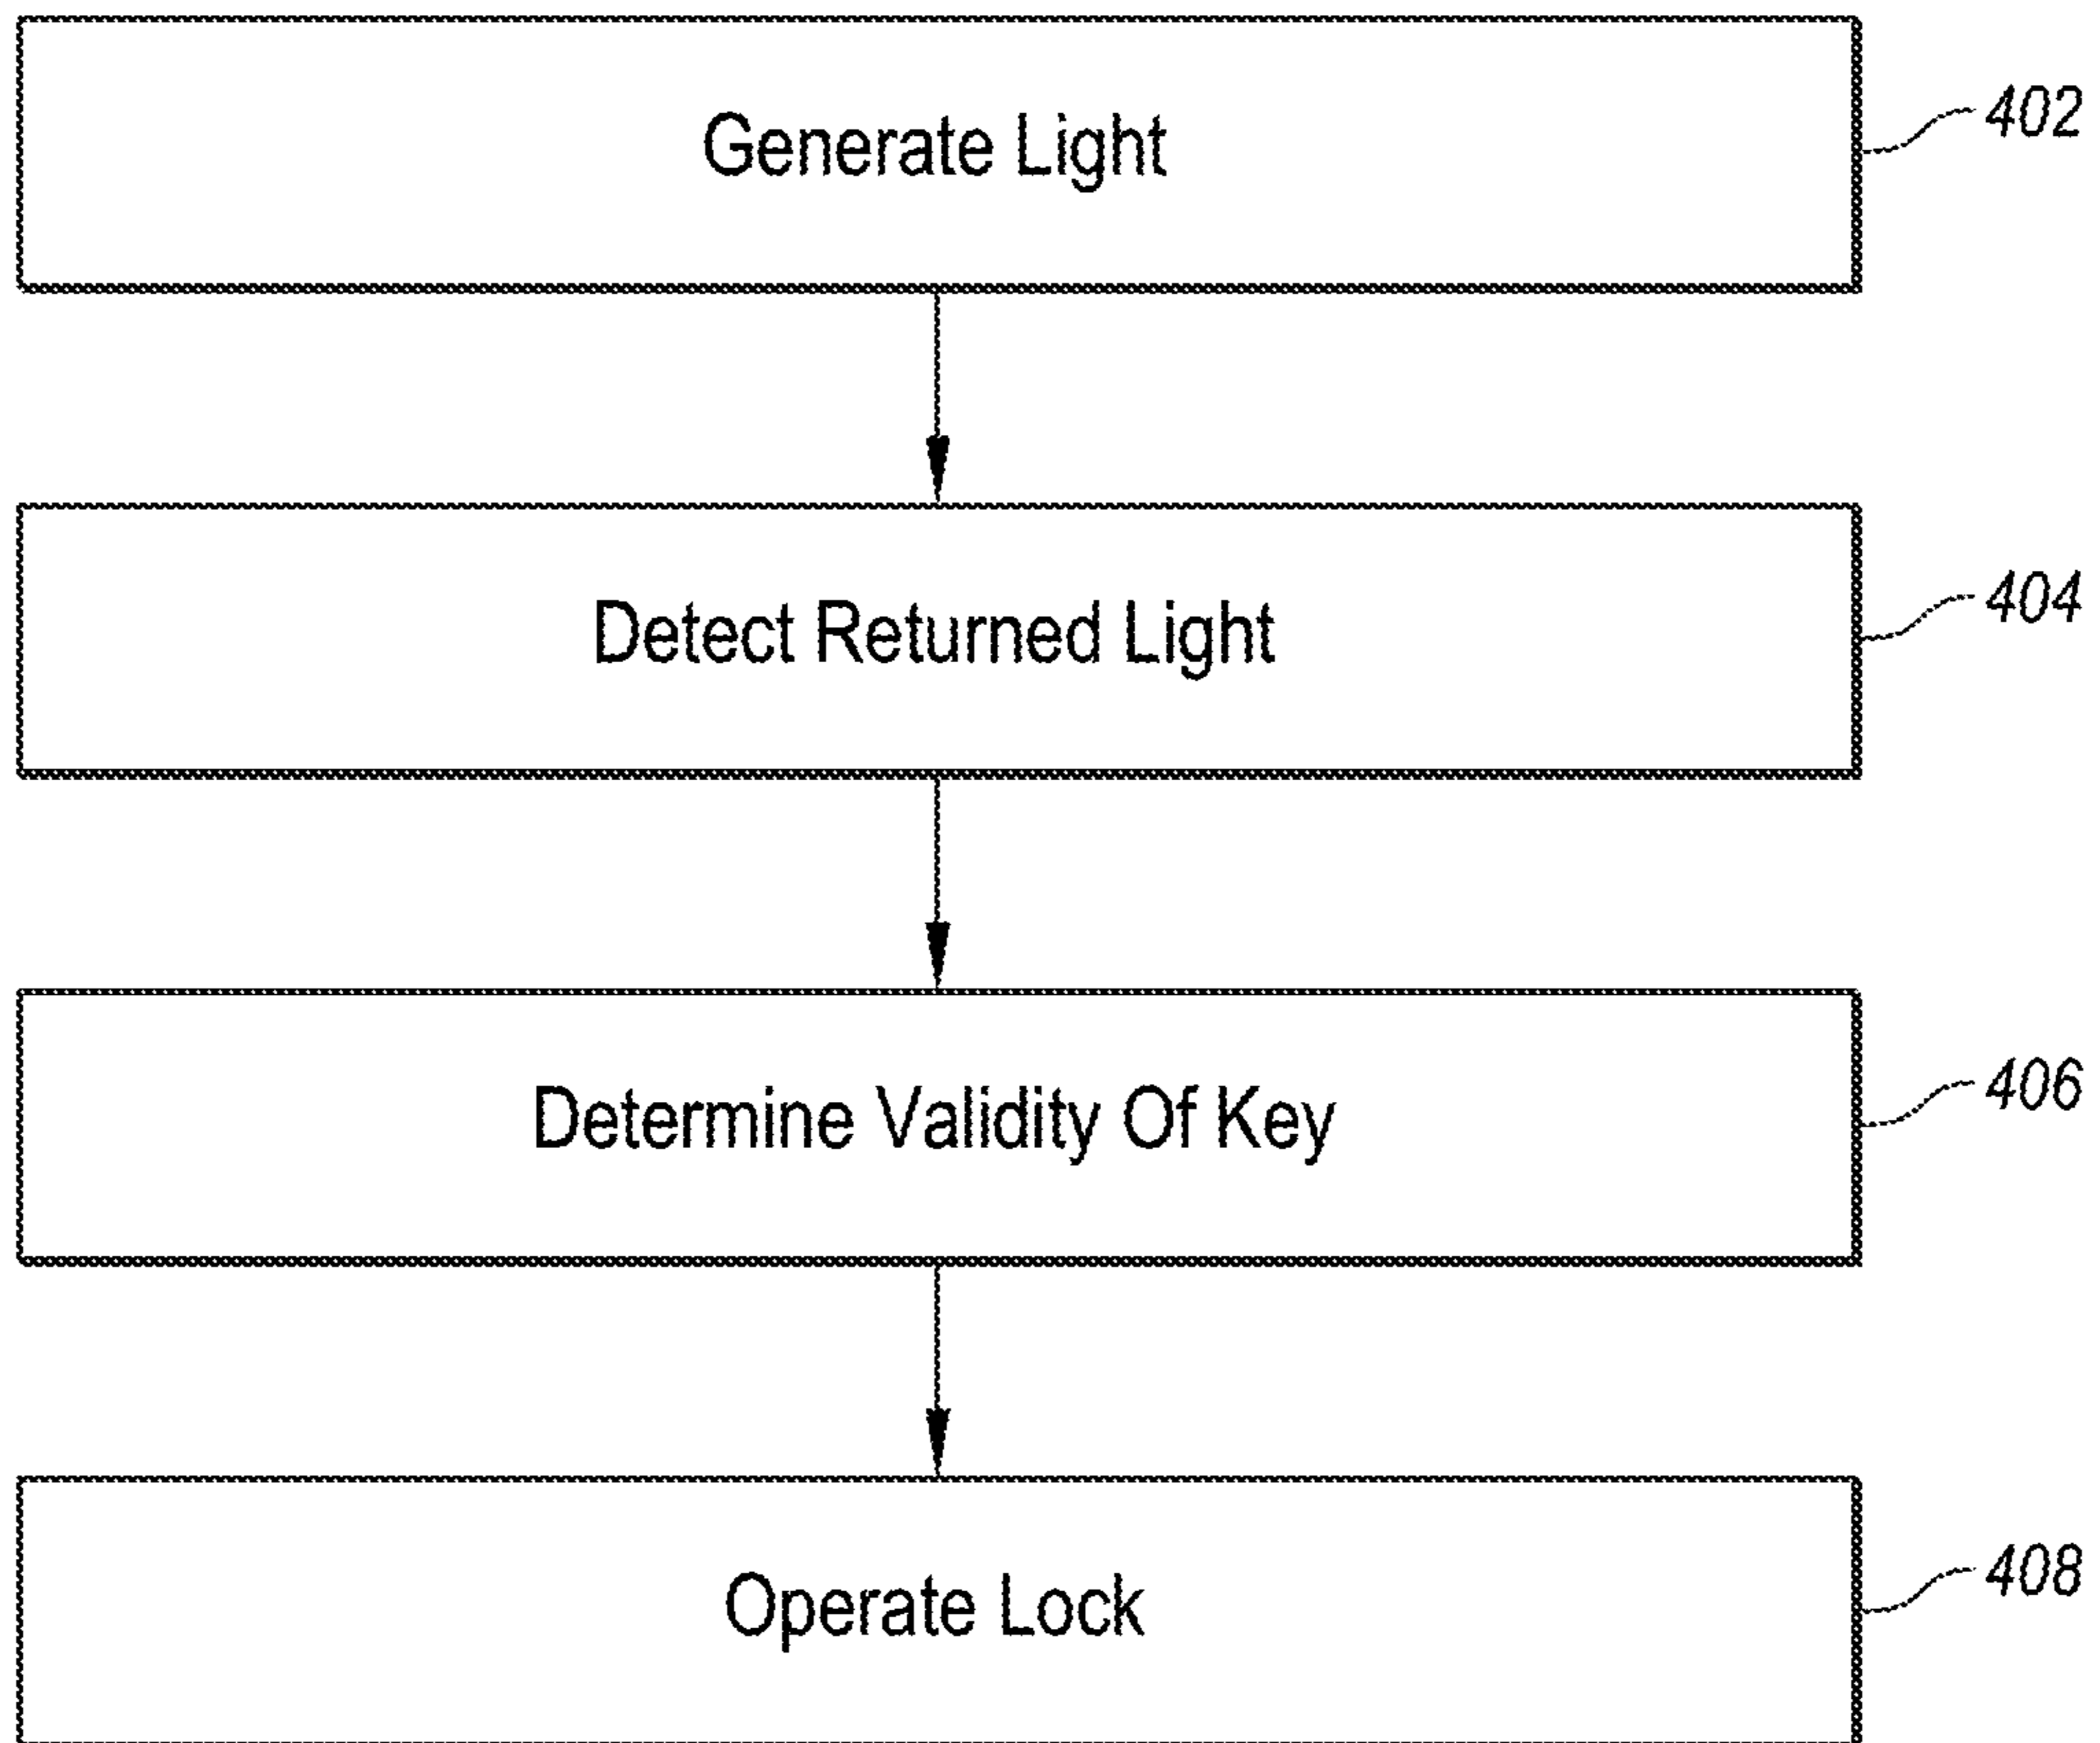 Generate Light
402
Detect Returned Light
404
Determine Validity Of Key
406
Operate Lock
408